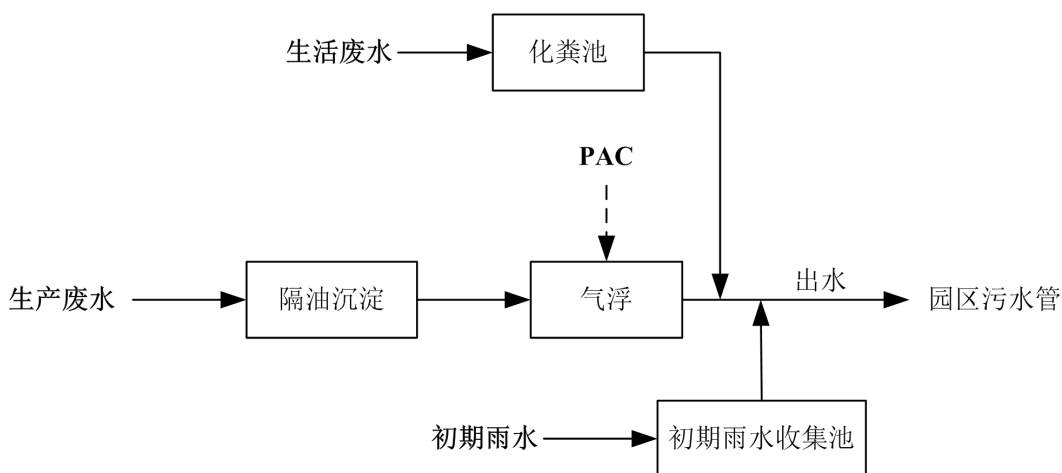 生活废水
化粪池
PAC
生产废水
隔油沉淀
气浮
出水
园区污水管
初期雨水
初期雨水收集池